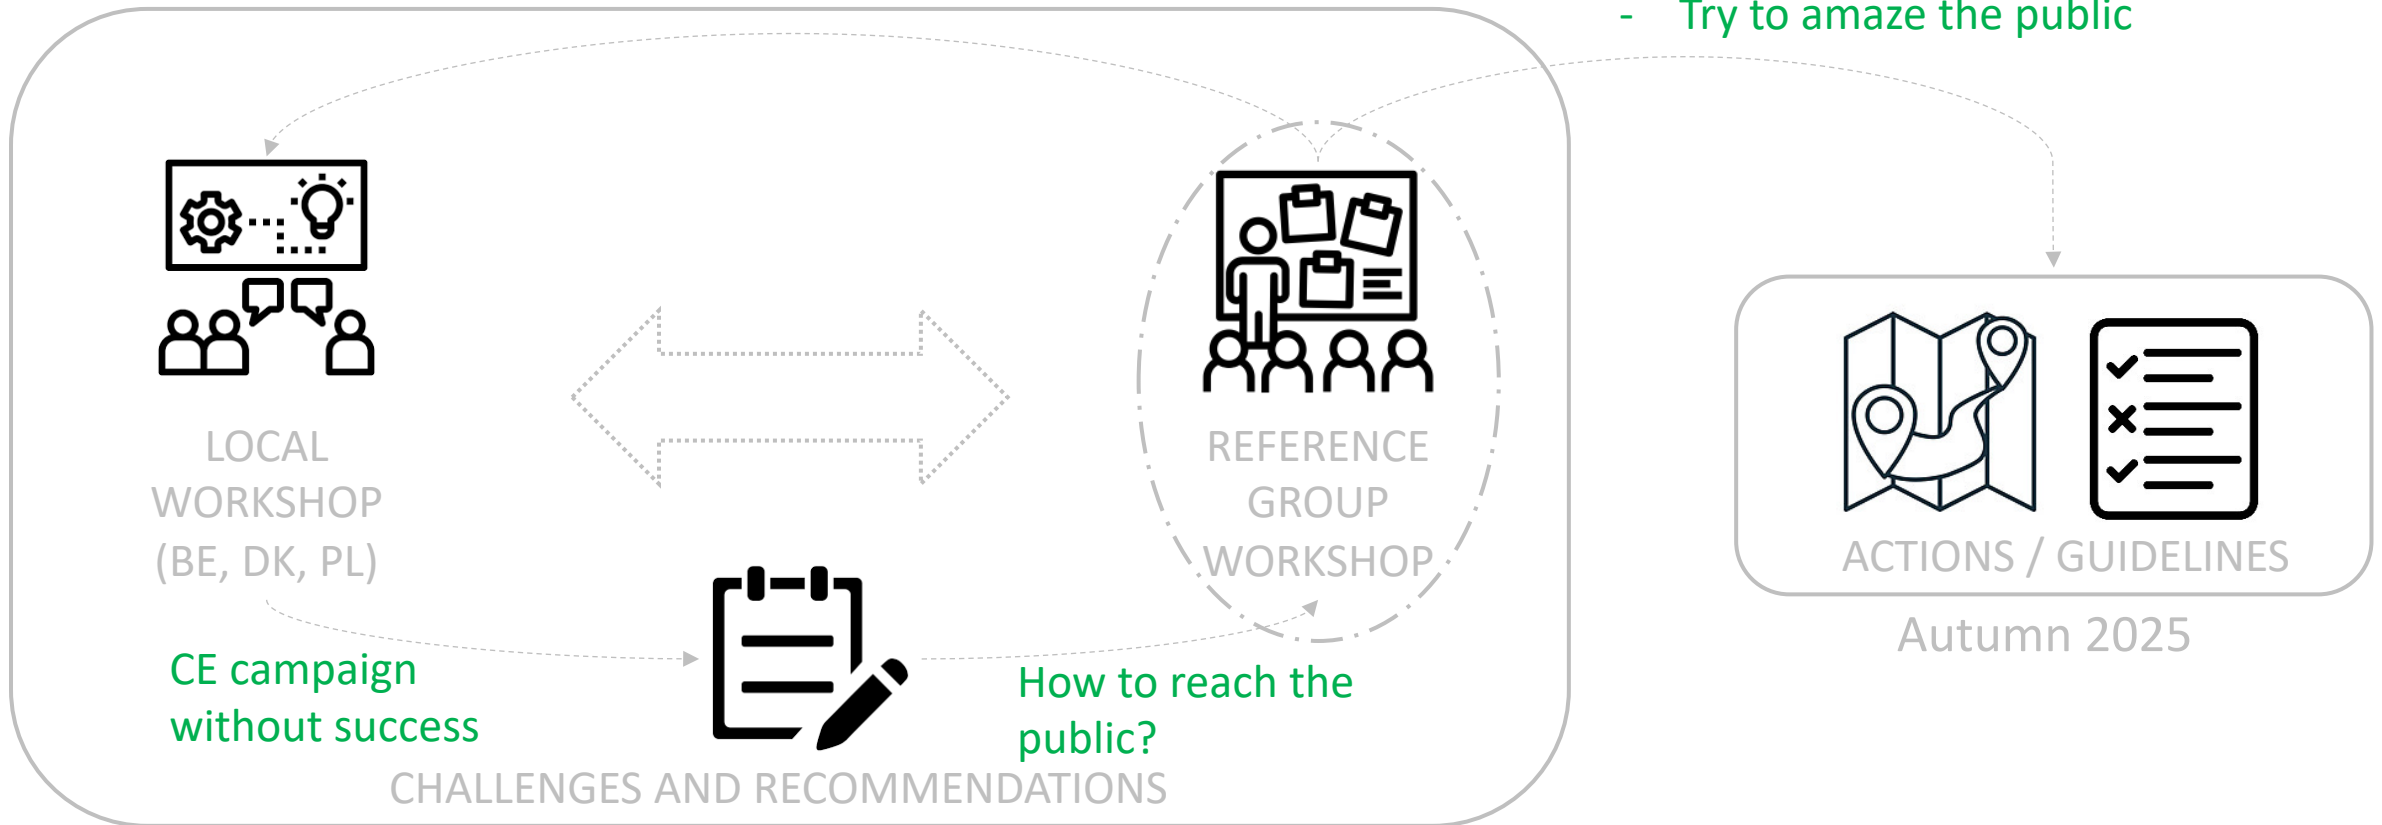 - Try to amaze the public
LOCAL
WORKSHOP
(BE, DK, PL)
REFERENCE
GROUP
WORKSHOP
ACTIONS / GUIDELINES
Autumn 2025
CE campaign
without success
How to reach the
public?
CHALLENGES AND RECOMMENDATIONS